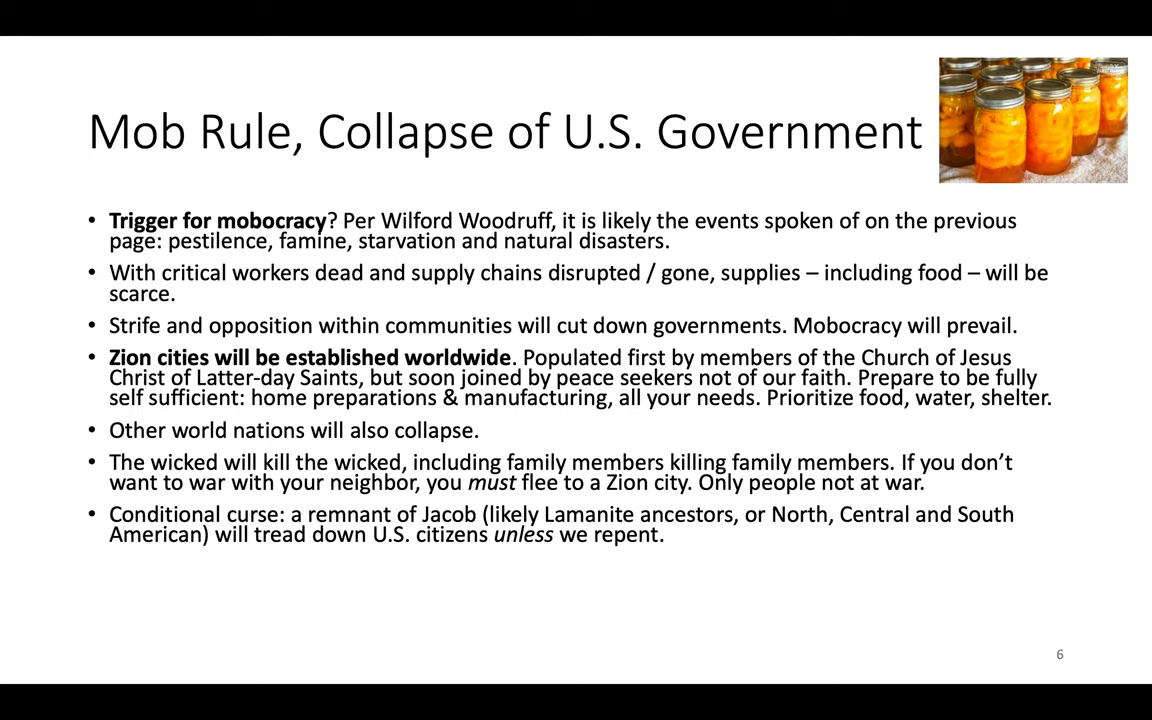 Mob Rule, Collapse of U.S. Government
• Trigger for mobocracy? Per Wilford Woodruff, it is likely the events spoken of on the previous
page: pestilence, famine, starvation and natural disasters.
• With critical workers dead and supply chains disrupted / gone, supplies – including food – will be
scarce.
• Strife and opposition within communities will cut down governments. Mobocracy will prevail.
• Zion cities will be established worldwide. Populated first by members of the Church of Jesus
Christ of Latter-day Saints, but soon joined by peace seekers not of our faith. Prepare to be fully
self sufficient: home preparations & manufacturing, all your needs. Prioritize food, water, shelter.
• Other world nations will also collapse.
• The wicked will kill the wicked, including family members killing family members. If you don’t
want to war with your neighbor, you must flee to a Zion city. Only people not at war.
• Conditional curse: a remnant of Jacob (likely Lamanite ancestors, or North, Central and South
American) will tread down U.S. citizens unless we repent.
6